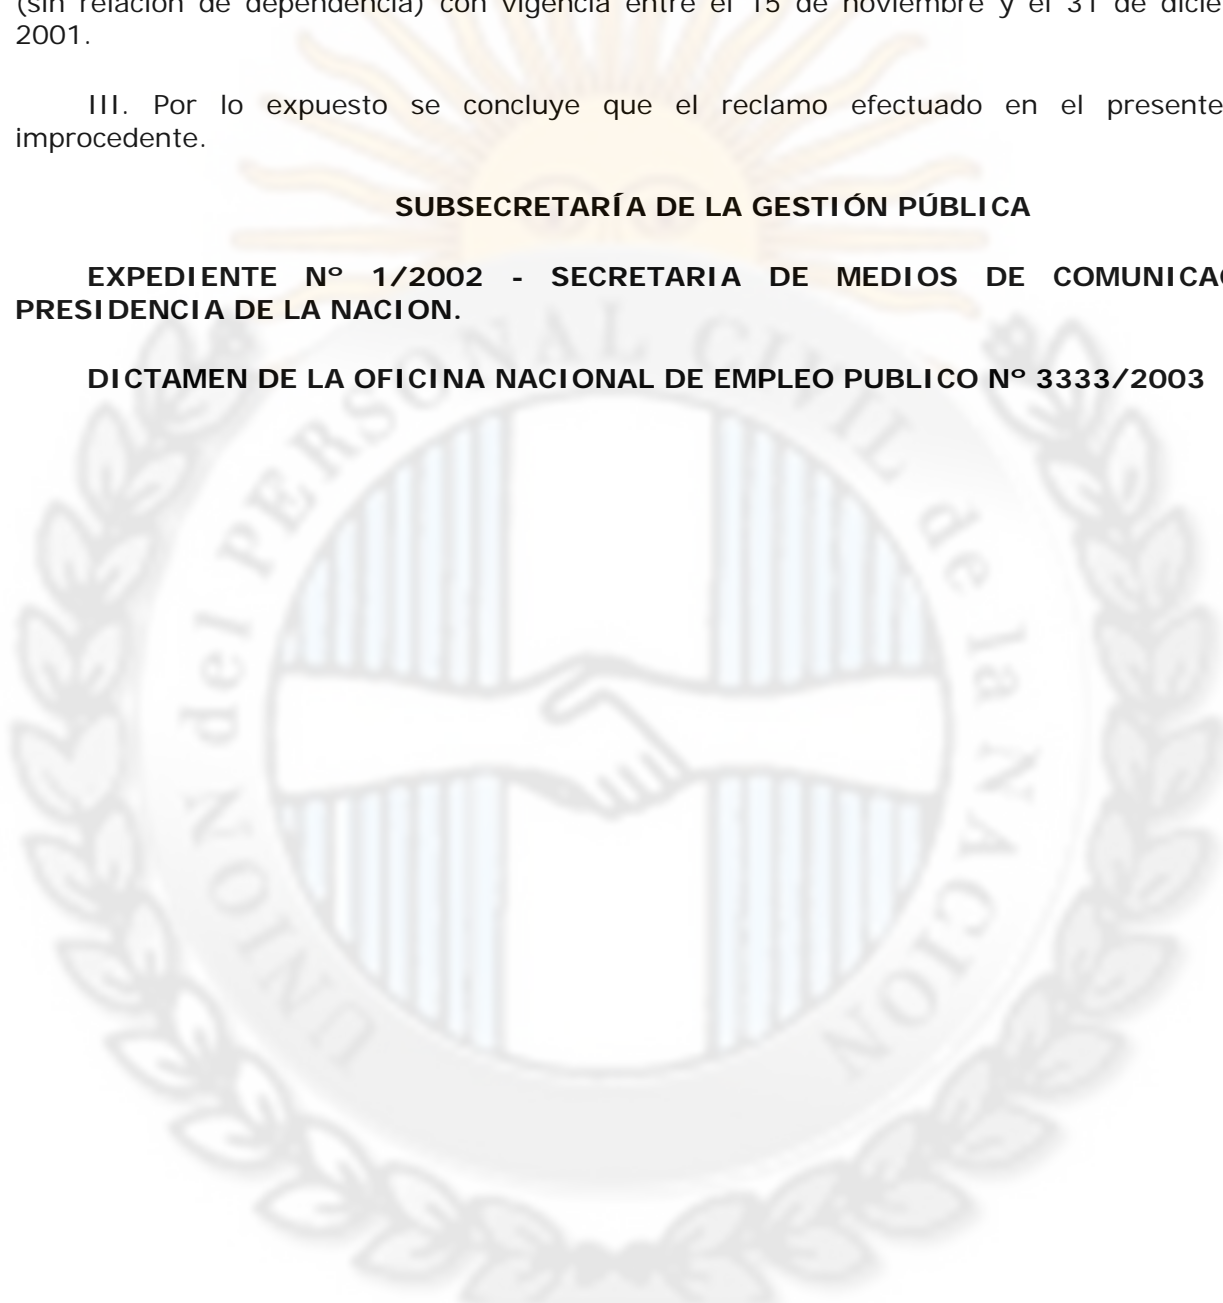 (sin relación de dependencia) con vigencia entre el 15 de noviembre y el 31 de dicie
2001.
III. Por lo expuesto se concluye que el reclamo efectuado en el presente
improcedente.
SUBSECRETARÍA DE LA GESTIÓN PÚBLICA
EXPEDIENTE Nº 1/2002 - SECRETARIA DE MEDIOS DE COMUNICAC
PRESIDENCIA DE LA NACION.
DICTAMEN DE LA OFICINA NACIONAL DE EMPLEO PUBLICO Nº 3333/2003
UNION del PERSONAL CIVIL de la NACION